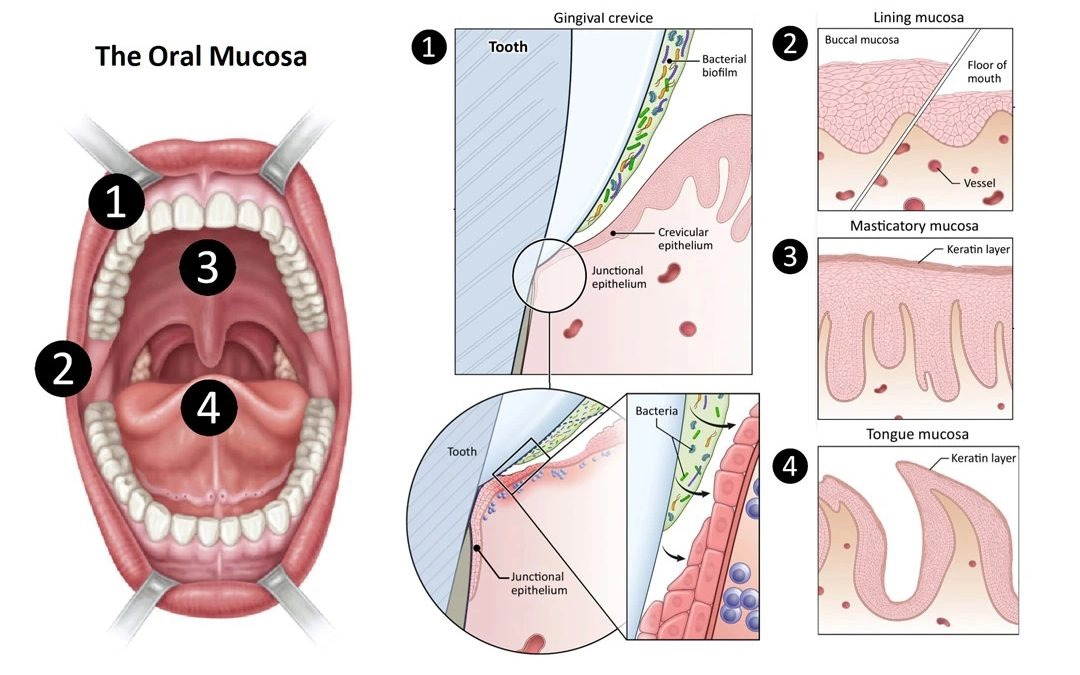 The Oral Mucosa
1
2
3
4
1
Gingival crevice
Tooth
Bacterial
biofilm
Crevicular
epithelium
Junctional
epithelium
Tooth
Junctional
epithelium
Bacteria
2
Lining mucosa
Buccal mucosa
Floor of
mouth
Vessel
3
Masticatory mucosa
Keratin layer
4
Tongue mucosa
Keratin layer